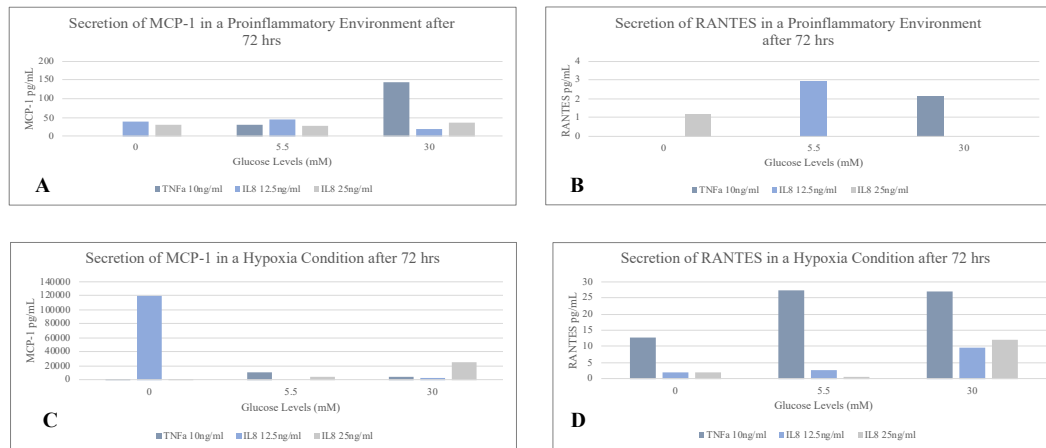 Secretion of MCP-1 in a Proinflammatory Environment after
72 hrs
200
150
100
50
0
MCP-1 pg/mL
0 5.5 30
Glucose Levels (mM)
A
TNFa 10ng/ml IL8 12.5ng/ml IL8 25ng/ml
Secretion of RANTES in a Proinflammatory Environment
after 72 hrs
4
3
2
1
0
RANTES pg/mL
0 5.5 30
Glucose Levels (mM)
B
TNFa 10ng/ml IL8 12.5ng/ml IL8 25ng/ml
Secretion of MCP-1 in a Hypoxia Condition after 72 hrs
140000
120000
100000
80000
60000
40000
20000
0
MCP-1 pg/mL
0 5.5 30
Glucose Levels (mM)
C
TNFa 10ng/ml IL8 12.5ng/ml IL8 25ng/ml
Secretion of RANTES in a Hypoxia Condition after 72 hrs
30
25
20
15
10
5
0
RANTES pg/mL
0 5.5 30
Glucose Levels (mM)
D
TNFa 10ng/ml IL8 12.5ng/ml IL8 25ng/ml